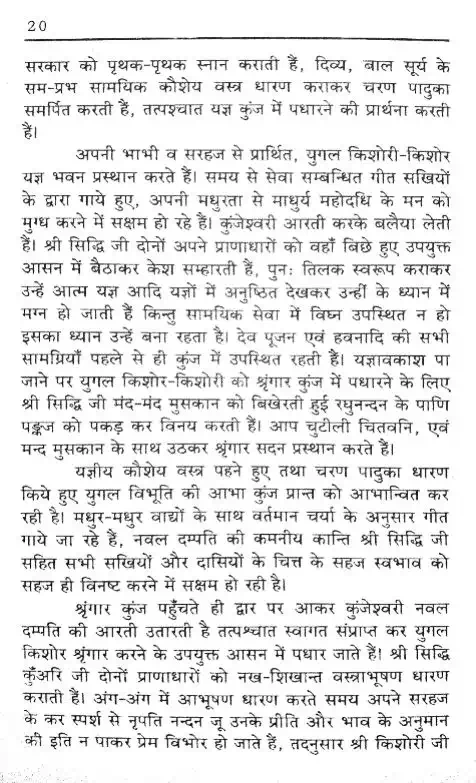 20
सरकार को पृथक-पृथक स्नान कराती हैं, दिव्य, बाल सूर्य के
सम-प्रभ सामयिक कौशेय वस्त्र धारण कराकर चरण पादुका
समर्पित करती हैं, तत्पश्चात यज्ञ कुंज में पधारने की प्रार्थना करती
हैं।
अपनी भाभी व सरहज से प्रार्थित, युगल किशोरी-किशोर
यज्ञ भवन प्रस्थान करते हैं। समय से सेवा सम्बन्धित गीत सखियों
के द्वारा गाये हुए, अपनी मधुरता से माधुर्य महोदधि के मन को
मुग्ध करने में सक्षम हो रहे हैं। कुंजेश्वरी आरती करके बलैया लेती
हैं। श्री सिद्धि जी दोनों अपने प्राणाधारों को वहाँ बिछे हुए उपयुक्त
आसन में बैठाकर केश सम्हारती हैं, पुनः तिलक स्वरूप कराकर
उन्हें आत्म यज्ञ आदि यज्ञों में अनुष्ठित देखकर उन्हीं के ध्यान में
मग्न हो जाती हैं किन्तु सामयिक सेवा में विघ्न उपस्थित न हो
इसका ध्यान उन्हें बना रहता है। देव पूजन एवं हवनादि की सभी
सामग्रियाँ पहले से ही कुंज में उपस्थित रहती हैं। यज्ञावकाश पा
जाने पर युगल किशोर-किशोरी को श्रृंगार कुंज में पधारने के लिए
श्री सिद्धि जी मंद-मंद मुसकान को बिखेरती हुई रघुनन्दन के पाणि
पङ्कज को पकड़ कर विनय करती हैं। आप चुटीली चितवनि, एवं
मन्द मुसकान के साथ उठकर श्रृंगार सदन प्रस्थान करते हैं।
यज्ञीय कौशेय वस्त्र पहने हुए तथा चरण पादुका धारण
किये हुए युगल विभूति की आभा कुंज प्रान्त को आभान्वित कर
रही है। मधुर-मधुर वाद्यों के साथ वर्तमान चर्या के अनुसार गीत
गाये जा रहे हैं, नवल दम्पति की कमनीय कान्ति श्री सिद्धि जी
सहित सभी सखियों और दासियों के चित्त के सहज स्वभाव को
सहज ही विनष्ट करने में सक्षम हो रही है।
श्रृंगार कुंज पहुँचते ही द्वार पर आकर कुंजेश्वरी नवल
दम्पति की आरती उतारती है तत्पश्चात स्वागत संप्राप्त कर युगल
किशोर श्रृंगार करने के उपयुक्त आसन में पधार जाते हैं। श्री सिद्धि
कुँअरि जी दोनों प्राणाधारों को नख-शिखान्त वस्त्राभूषण धारण
कराती हैं। अंग-अंग में आभूषण धारण करते समय अपने सरहज
के कर स्पर्श से नृपति नन्दन जू उनके प्रीति और भाव के अनुमान
की इति न पाकर प्रेम विभोर हो जाते हैं, तदनुसार श्री किशोरी जी